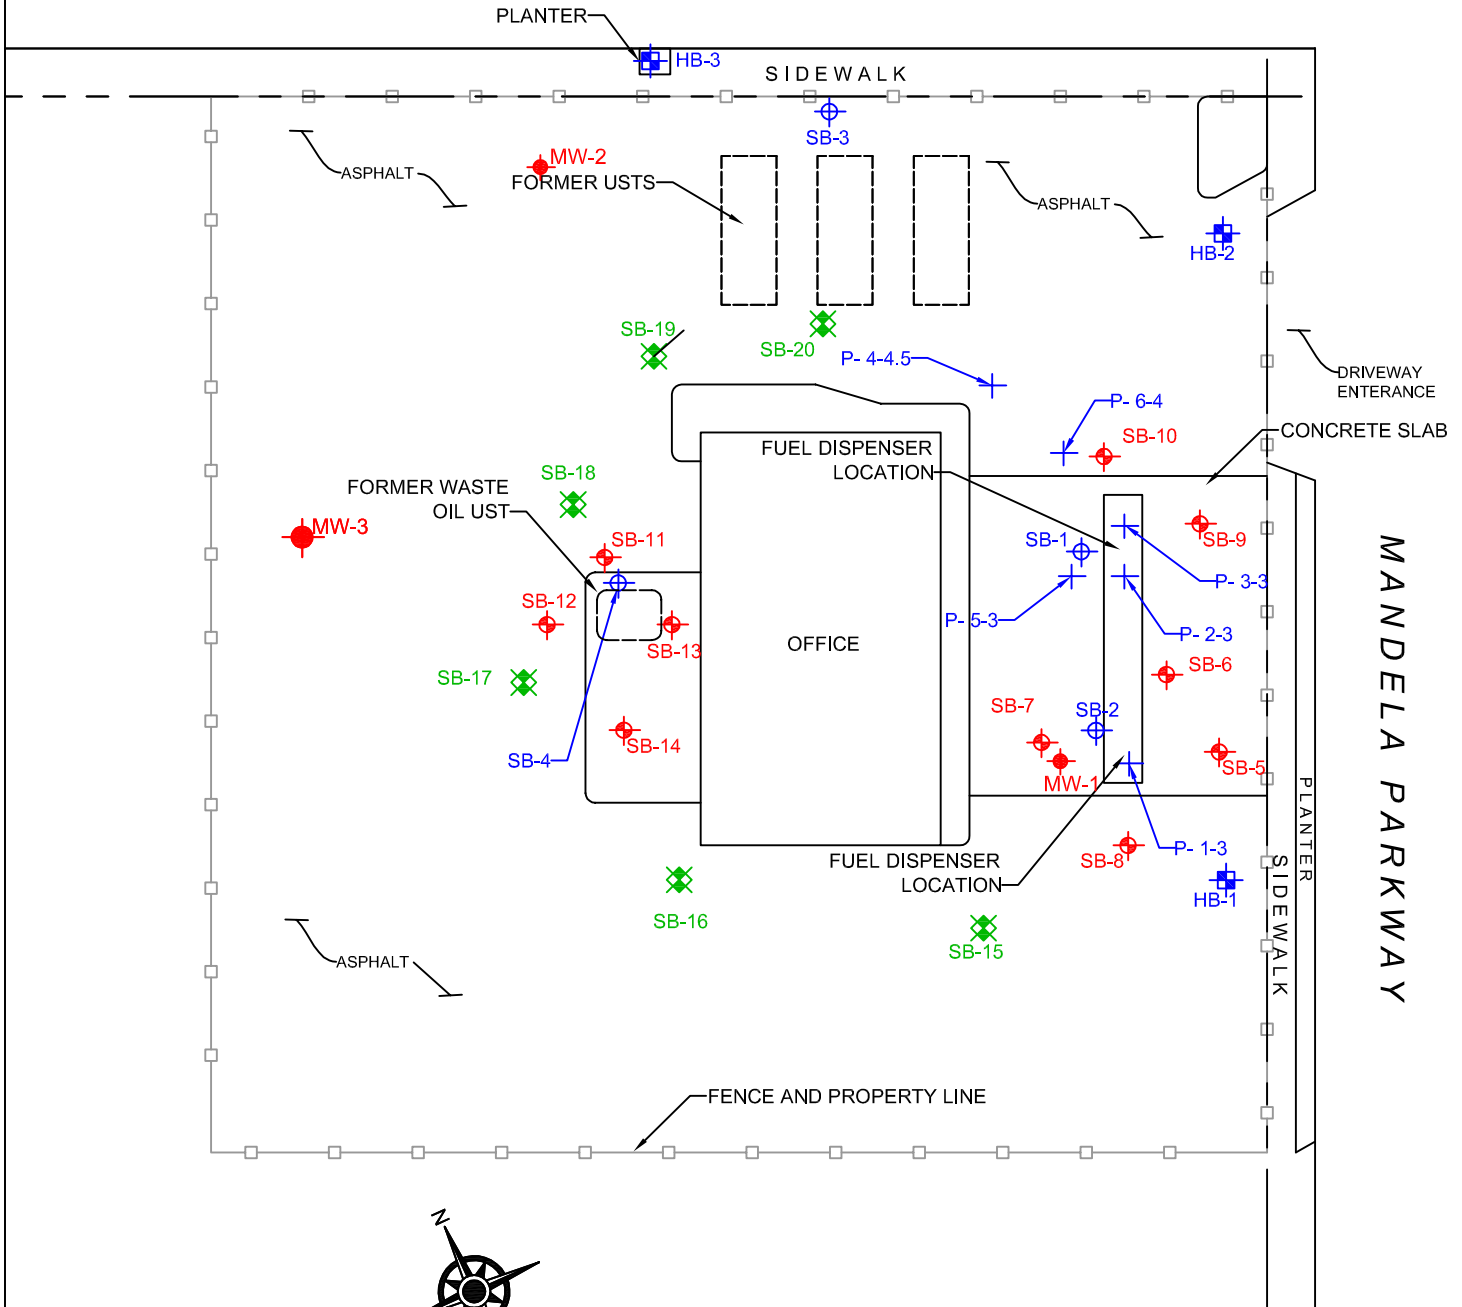 PLANTER
HB-3
SIDEWALK
SB-3
MW-2
ASPHALT
FORMER USTS
ASPHALT
HB-2
SB-19
SB-20
P- 4-4.5
DRIVEWAY
ENTERANCE
P- 6-4
CONCRETE SLAB
SB-10
FUEL DISPENSER
LOCATION
SB-18
FORMER WASTE
OIL UST
MW-3
SB-11
SB-1
SB-9
P- 3-3
SB-12
P- 5-3
P- 2-3
OFFICE
SB-13
SB-6
SB-17
SB-7
SB-2
SB-14
SB-4
SB-5
MW-1
MANDELA PARKWAY
PLANTER
SIDEWALK
P- 1-3
SB-8
FUEL DISPENSER
LOCATION
HB-1
SB-16
SB-15
ASPHALT
FENCE AND PROPERTY LINE
N